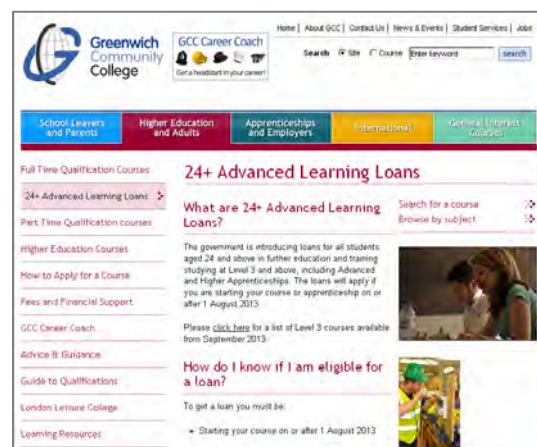 Home | About GCC | Contact Us | News & Events | Student Services | Jobs
Greenwich
Community
College
GCC Career Coach
Get a headstart in your career!
Search Site Course Enter keyword search
School Leavers
and Parents
Higher Education
and Adults
Apprenticeships
and Employers
International
General Interest
Courses
Full Time Qualification Courses
24+ Advanced Learning Loans
Part Time Qualification courses
Higher Education Courses
How to Apply for a Course
Fees and Financial Support
GCC Career Coach
Advice & Guidance
Guide to Qualifications
London Leisure College
Learning Resources
24+ Advanced Learning Loans
What are 24+ Advanced Learning
Loans?
The government is introducing loans for all students
aged 24 and above in further education and training
studying at Level 3 and above, including Advanced
and Higher Apprenticeships. The loans will apply if
you are starting your course or apprenticeship on or
after 1 August 2013.
Please click here for a list of Level 3 courses available
from September 2013.
How do I know if I am eligible for
a loan?
To get a loan you must be:
• Starting your course on or after 1 August 2013
Search for a course
Browse by subject